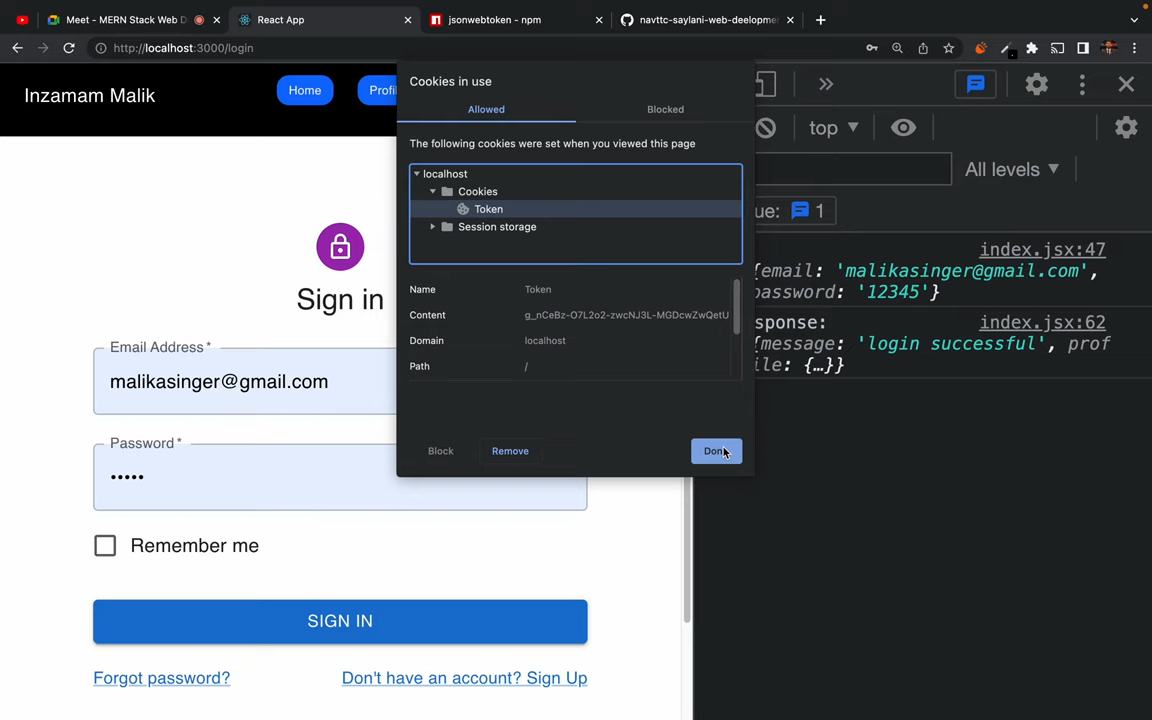 Meet - MERN Stack Web D
React App
jsonwebtoken - npm
navttc-saylani-web-deelopme
http://localhost:3000/login
Inzamam Malik
Home
Profi
Cookies in use
Allowed
Blocked
The following cookies were set when you viewed this page
localhost
Cookies
Token
Session storage
Name
Token
Content
g_nCeBz-O7L2o2-zwcNJ3L-MGDcwZwQetU
Domain
localhost
Path
/
Block
Remove
Don
Sign in
Email Address *
malikasinger@gmail.com
Password *
•••••
Remember me
SIGN IN
Forgot password?
Don't have an account? Sign Up
top
All levels
ue:
1
index.jsx:47
{email: 'malikasinger@gmail.com',
password: '12345'}
sponse:
index.jsx:62
{message: 'login successful', prof
ile: {…}}